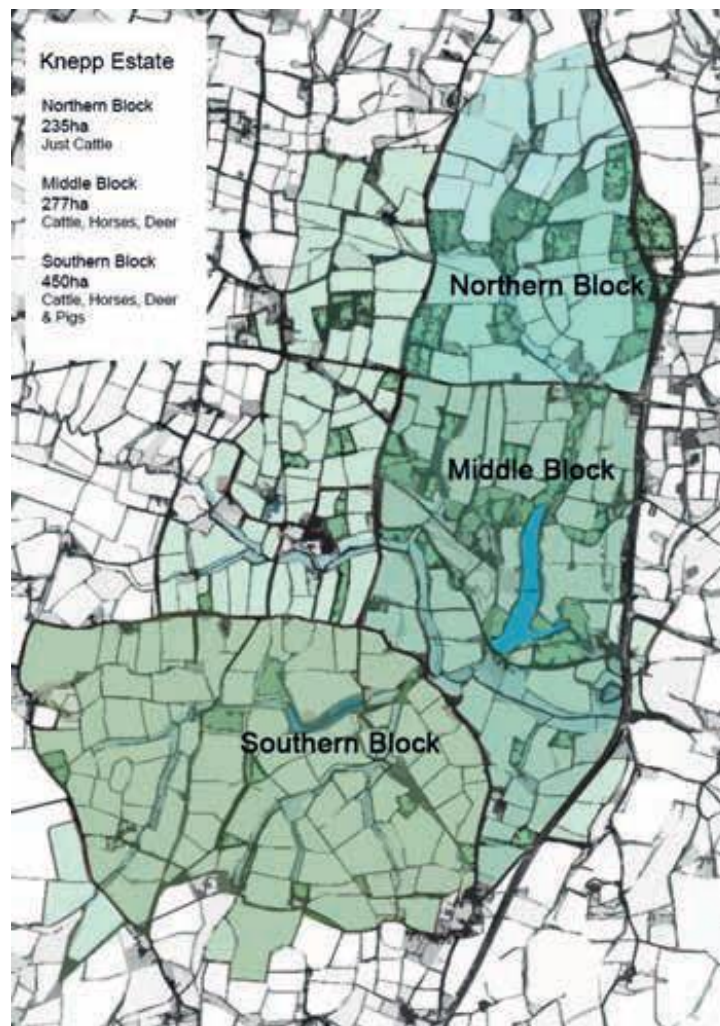 Knepp Estate
Northern Block
235ha
Just Cattle
Middle Block
277ha
Cattle, Horses, Deer
Southern Block
450ha
Cattle, Horses, Deer
& Pigs
Northern Block
Middle Block
Southern Block